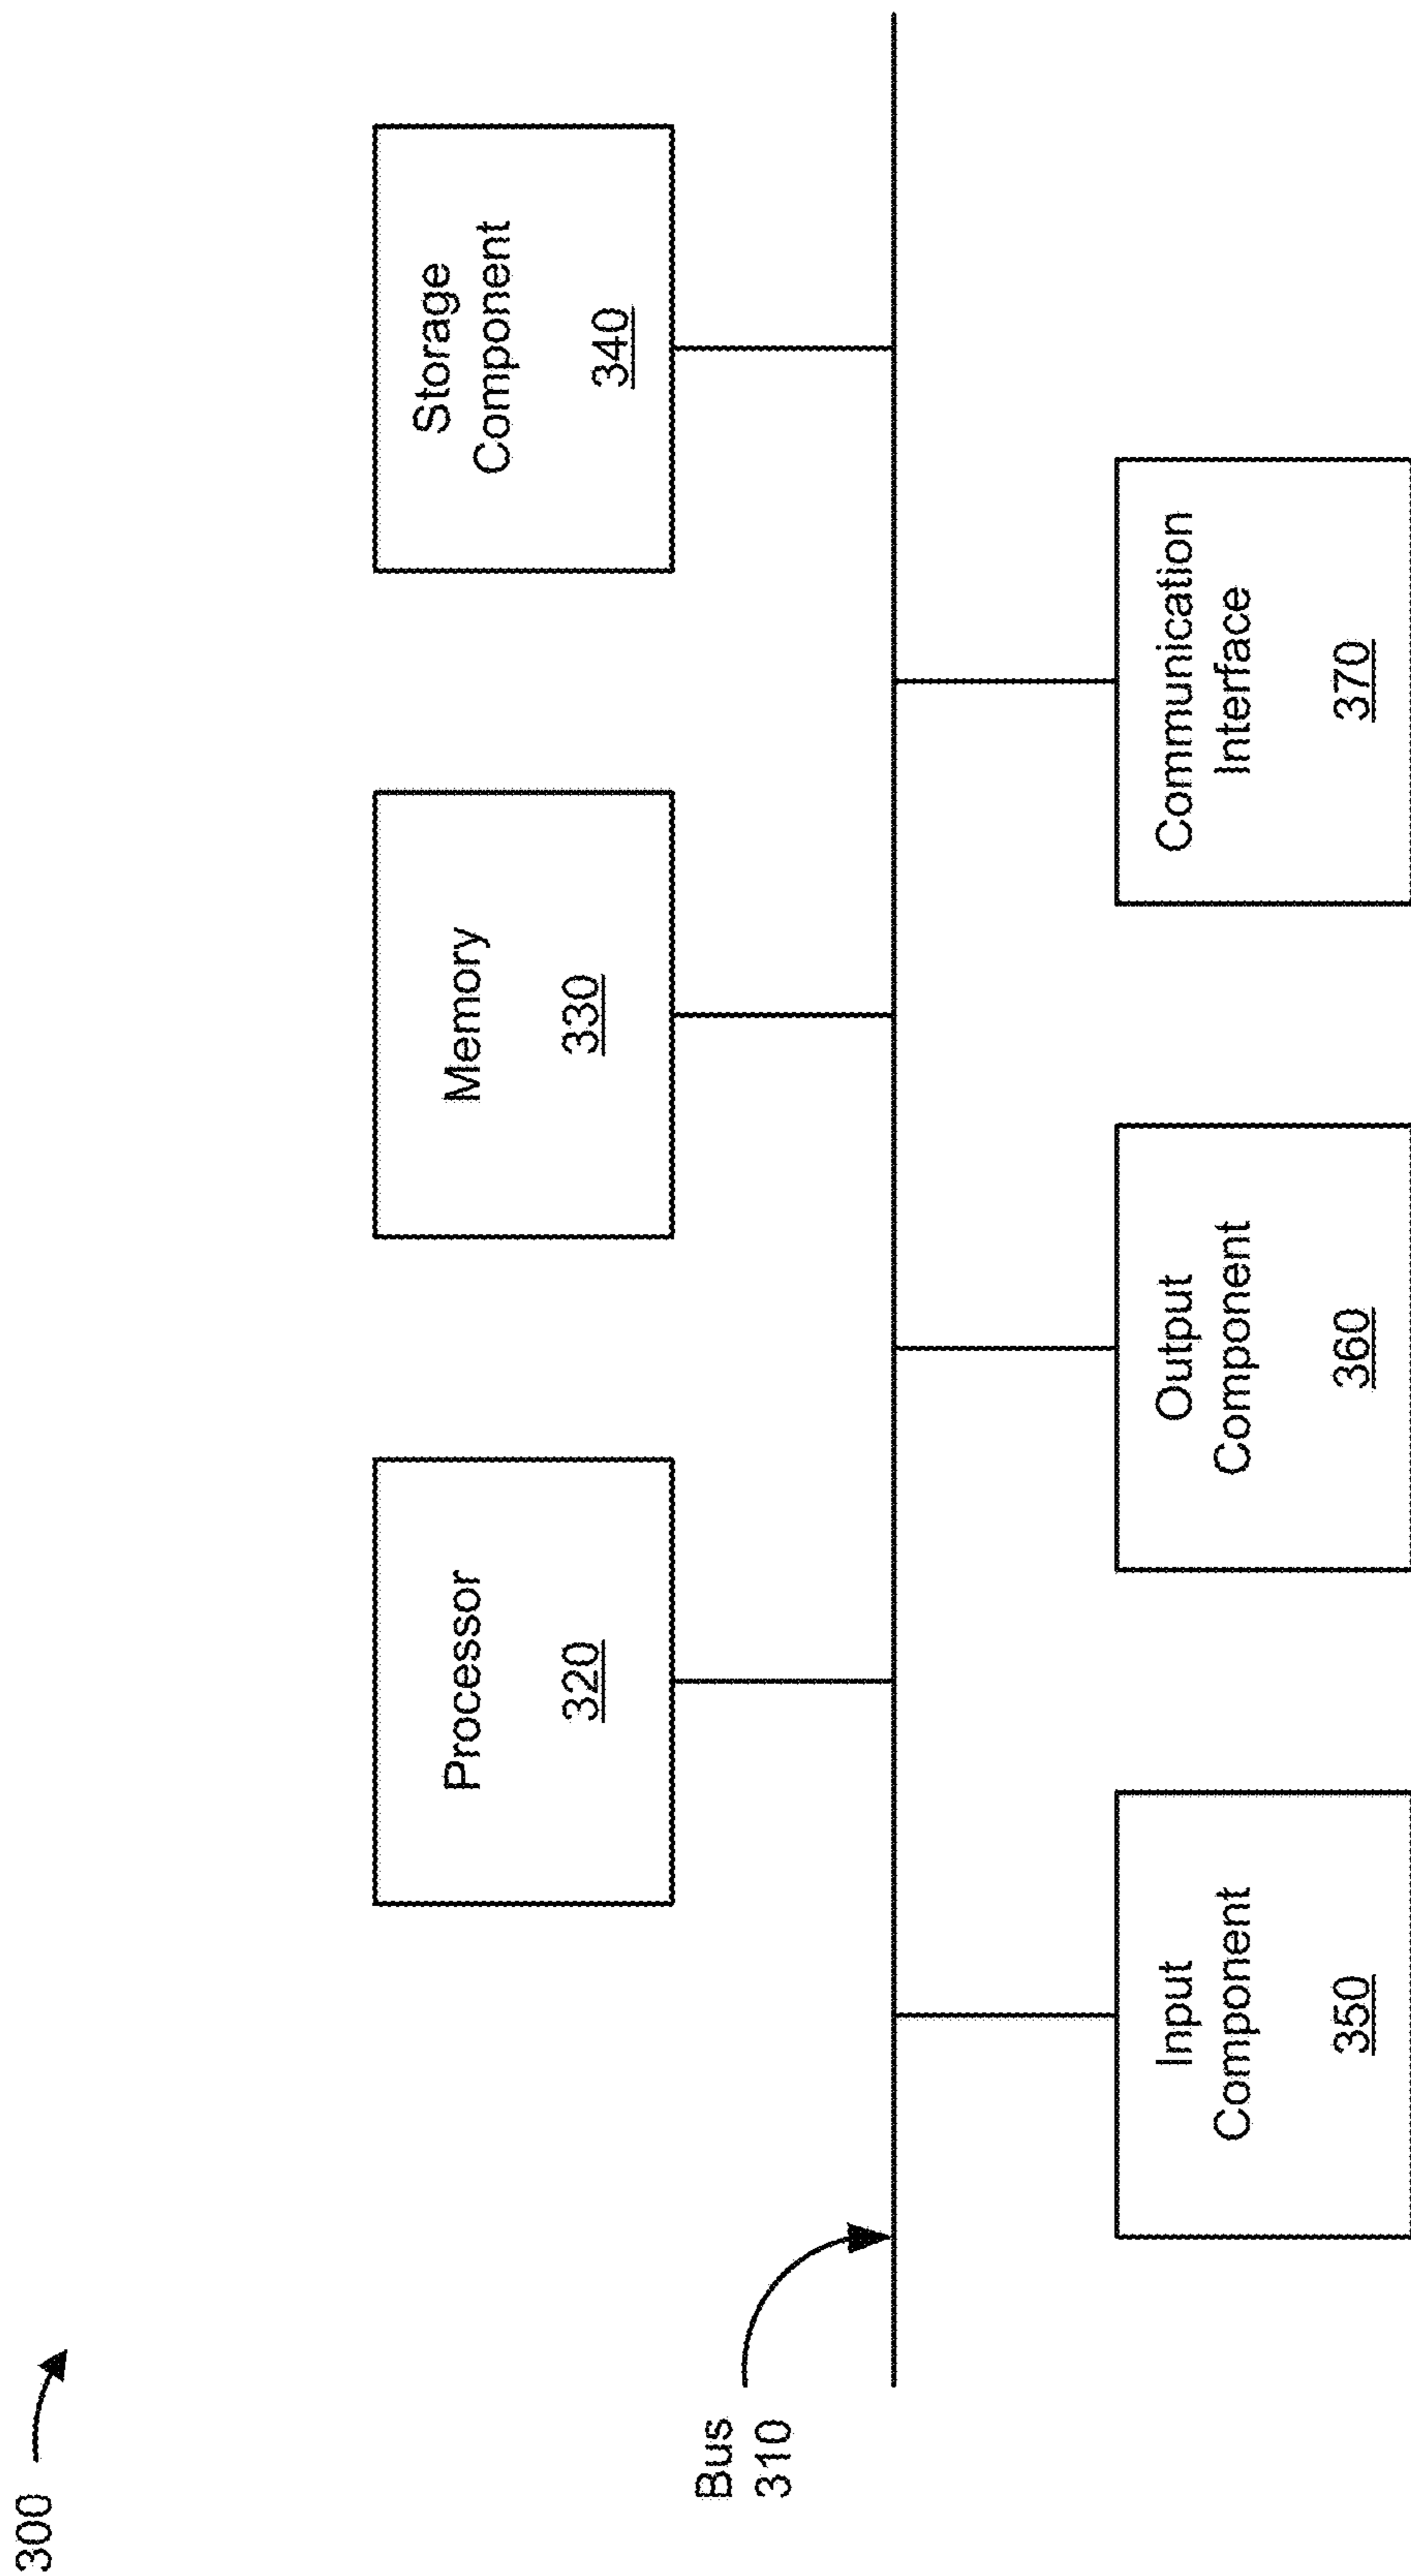 300
Processor
320
Memory
330
Storage
Component
340
Bus
310
Input
Component
350
Output
Component
360
Communication
Interface
370